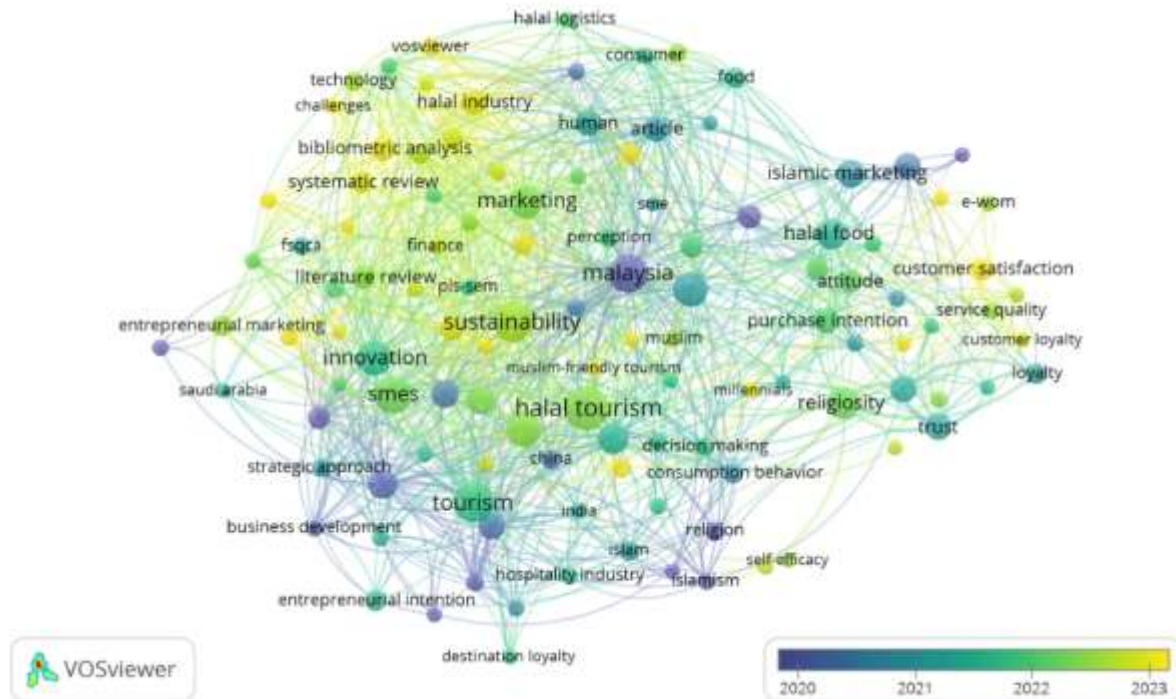 halal logistics
vosviewer
consumer
technology
food
challenges
halal industry
human
article
bibliometric analysis
islamic marketing
systematic review
marketing
sme
e-wom
fsqca
finance
perception
halal food
literature review
pls-sem
malaysia
attitude
customer satisfaction
entrepreneurial marketing
sustainability
muslim
purchase intention
service quality
innovation
customer loyalty
saudi arabia
smes
muslim-friendly tourism
millennials
loyalty
halal tourism
religiosity
trust
strategic approach
china
decision making
consumption behavior
tourism
business development
india
religion
islam
self-efficacy
entrepreneurial intention
hospitality industry
islamism
destination loyalty
VOSviewer
2020 2021 2022 2023